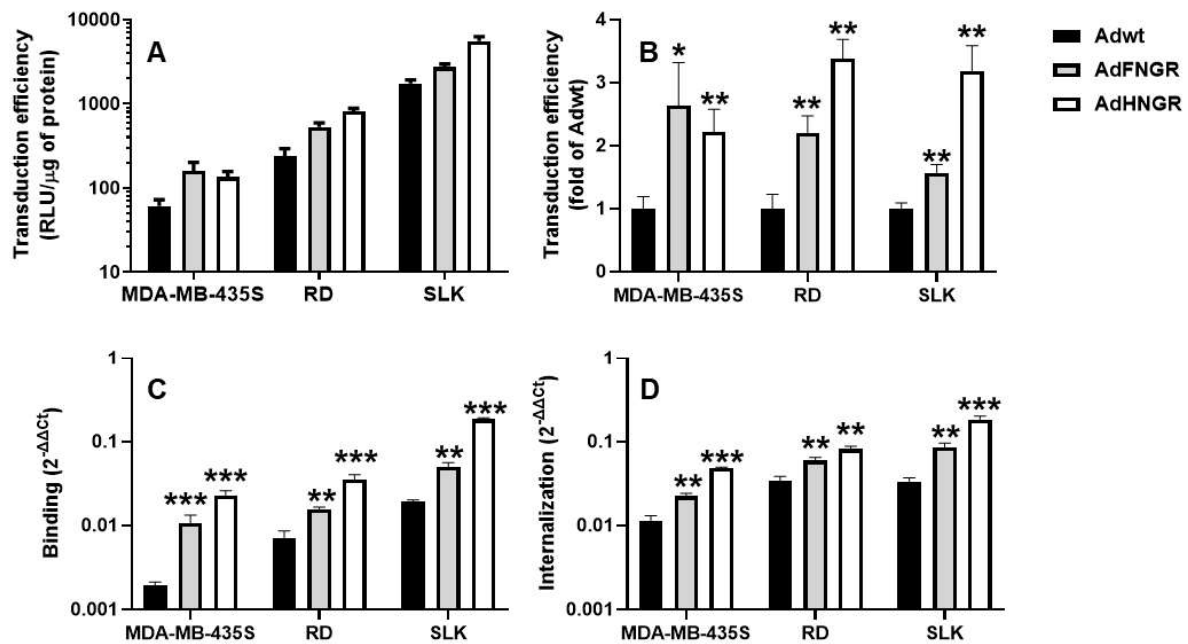 A
Transduction efficiency
(RLU/μg of protein)
10000
1000
100
10
MDA-MB-435S RD SLK
B
Transduction efficiency
(fold of Adwt)
4
3
2
1
0
* ** ** ** ** **
MDA-MB-435S RD SLK
Adwt
AdFNGR
AdHNGR
C
Binding (2^-ΔΔCt)
1
0.1
0.01
0.001
*** *** ** *** ** ***
MDA-MB-435S RD SLK
D
Internalization (2^-ΔΔCt)
1
0.1
0.01
0.001
** *** ** ** ** ***
MDA-MB-435S RD SLK